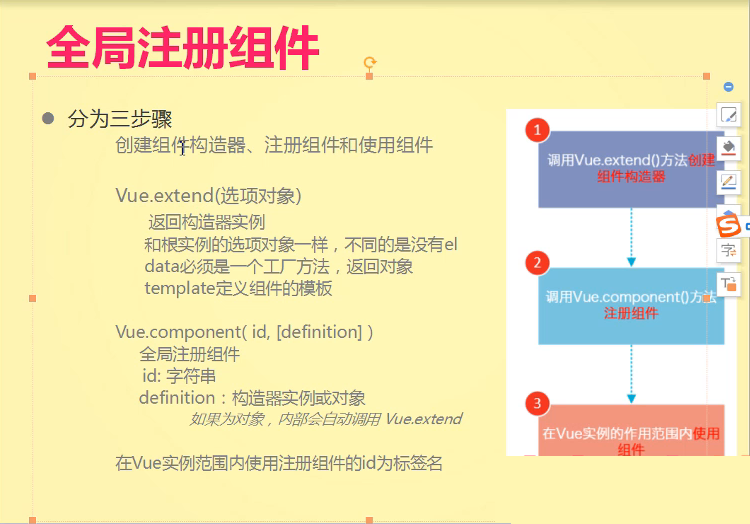 全局注册组件
分为三步骤
创建组件构造器、注册组件和使用组件
Vue.extend(选项对象)
返回构造器实例
和根实例的选项对象一样，不同的是没有el
data必须是一个工厂方法，返回对象
template定义组件的模板
Vue.component( id, [definition] )
全局注册组件
id: 字符串
definition：构造器实例或对象
如果为对象，内部会自动调用 Vue.extend
在Vue实例范围内使用注册组件的id为标签名
1
调用Vue.extend()方法创建
组件构造器
2
调用Vue.component()方法
注册组件
3
在Vue实例的作用范围内使用
组件
S
字
T